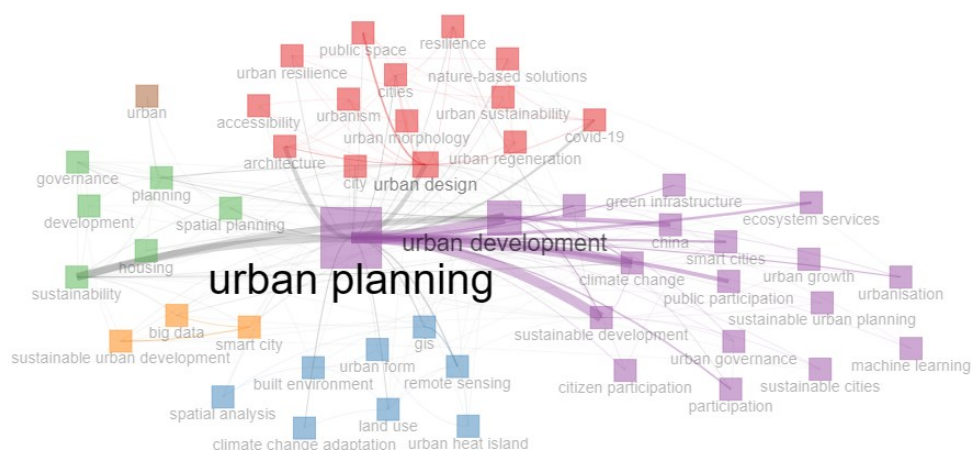 resilience
public space
urban resilience
nature-based solutions
cities
urban
accessibility
urbanism
urban sustainability
urban morphology
covid-19
architecture
urban regeneration
city
urban design
governance
planning
development
spatial planning
green infrastructure
ecosystem services
urban development
china
smart cities
housing
urban planning
climate change
urban growth
sustainability
public participation
urbanisation
sustainable urban planning
big data
sustainable development
smart city
gis
sustainable urban development
urban governance
machine learning
urban form
built environment
remote sensing
citizen participation
sustainable cities
participation
spatial analysis
land use
climate change adaptation
urban heat island